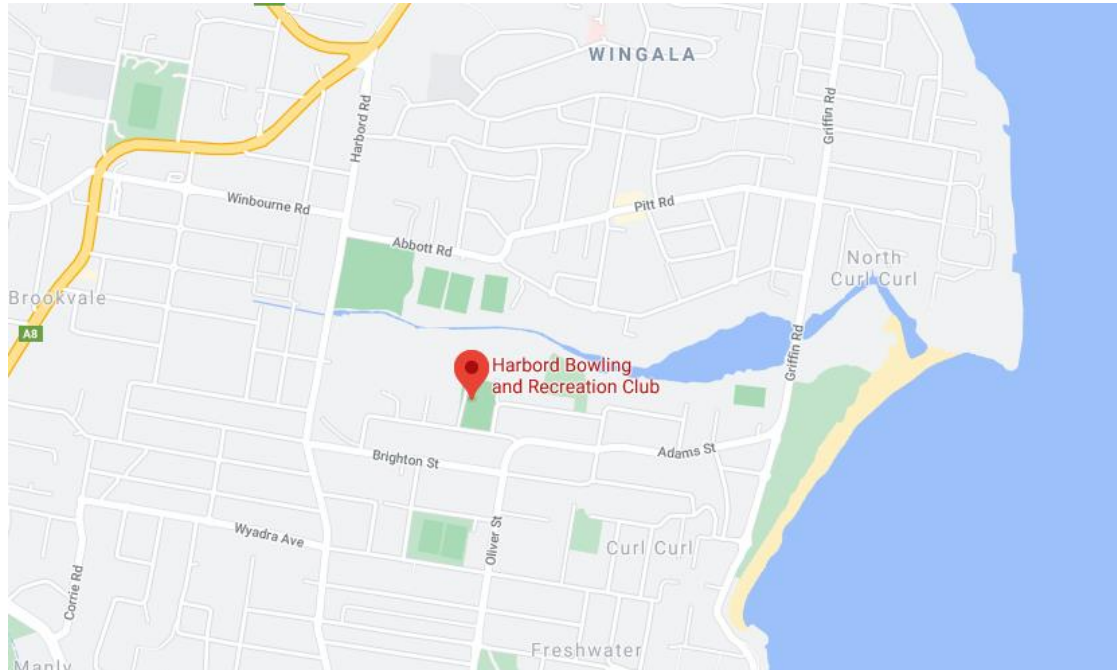 WINGALA
Harbord Rd
Griffin Rd
Winbourne Rd
Pitt Rd
Abbott Rd
North
Curl Curl
Brookvale
A8
Griffin Rd
Harbord Bowling
and Recreation Club
Adams St
Brighton St
Wyadra Ave
Oliver St
Curl Curl
Corrie Rd
Freshwater
Manly